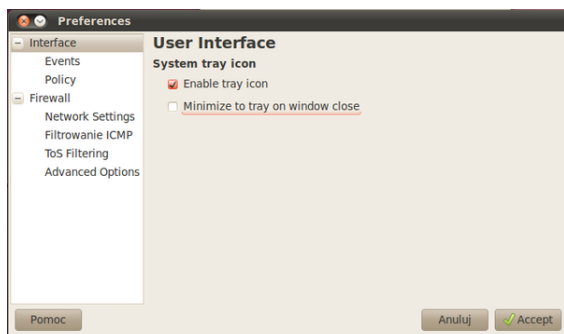 Preferences
Interface
Events
Policy
Firewall
Network Settings
Filtrowanie ICMP
ToS Filtering
Advanced Options
User Interface
System tray icon
Enable tray icon
Minimize to tray on window close
Pomoc
Anuluj
Accept